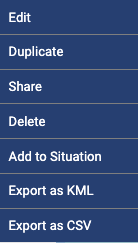 Edit
Duplicate
Share
Delete
Add to Situation
Export as KML
Export as CSV